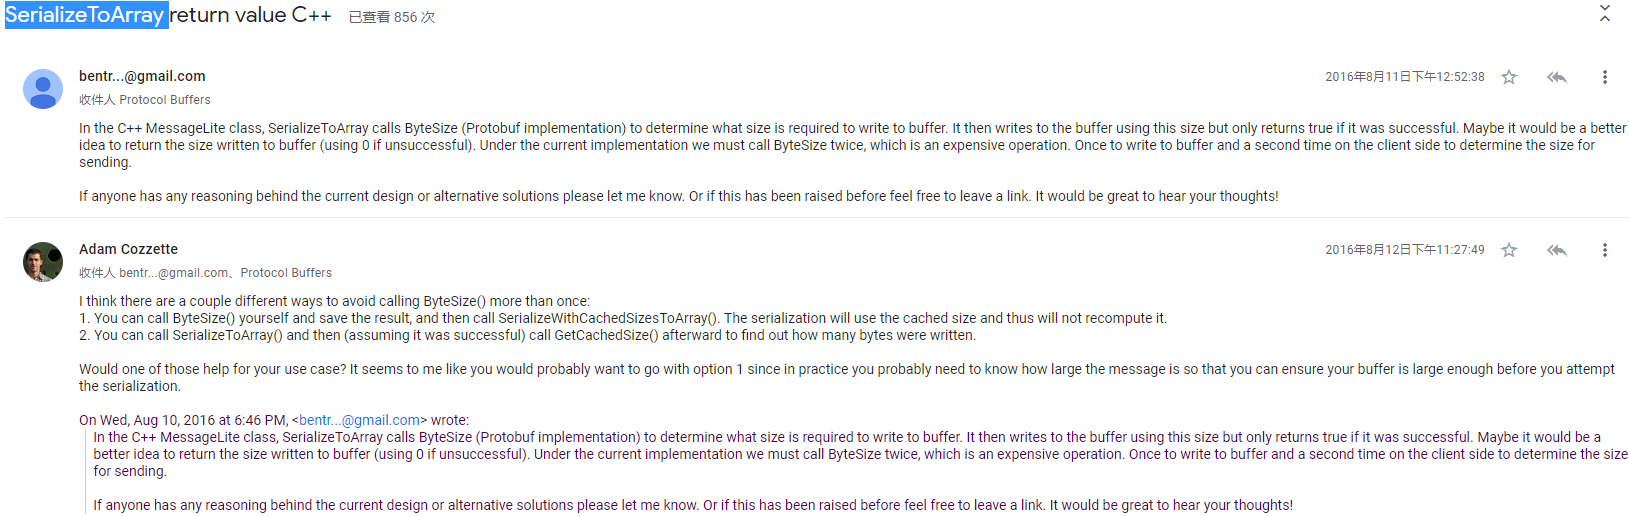 SerializeToArray return value C++ 已查看 856 次
bentr...@gmail.com 2016年8月11日下午12:52:38
收件人 Protocol Buffers
In the C++ MessageLite class, SerializeToArray calls ByteSize (Protobuf implementation) to determine what size is required to write to buffer. It then writes to the buffer using this size but only returns true if it was successful. Maybe it would be a better
idea to return the size written to buffer (using 0 if unsuccessful). Under the current implementation we must call ByteSize twice, which is an expensive operation. Once to write to buffer and a second time on the client side to determine the size for
sending.
If anyone has any reasoning behind the current design or alternative solutions please let me know. Or if this has been raised before feel free to leave a link. It would be great to hear your thoughts!
Adam Cozzette 2016年8月12日下午11:27:49
收件人 bentr...@gmail.com、Protocol Buffers
I think there are a couple different ways to avoid calling ByteSize() more than once:
1. You can call ByteSize() yourself and save the result, and then call SerializeWithCachedSizesToArray(). The serialization will use the cached size and thus will not recompute it.
2. You can call SerializeToArray() and then (assuming it was successful) call GetCachedSize() afterward to find out how many bytes were written.
Would one of those help for your use case? It seems to me like you would probably want to go with option 1 since in practice you probably need to know how large the message is so that you can ensure your buffer is large enough before you attempt
the serialization.
On Wed, Aug 10, 2016 at 6:46 PM, <bentr...@gmail.com> wrote:
In the C++ MessageLite class, SerializeToArray calls ByteSize (Protobuf implementation) to determine what size is required to write to buffer. It then writes to the buffer using this size but only returns true if it was successful. Maybe it would be a
better idea to return the size written to buffer (using 0 if unsuccessful). Under the current implementation we must call ByteSize twice, which is an expensive operation. Once to write to buffer and a second time on the client side to determine the size
for sending.
If anyone has any reasoning behind the current design or alternative solutions please let me know. Or if this has been raised before feel free to leave a link. It would be great to hear your thoughts!